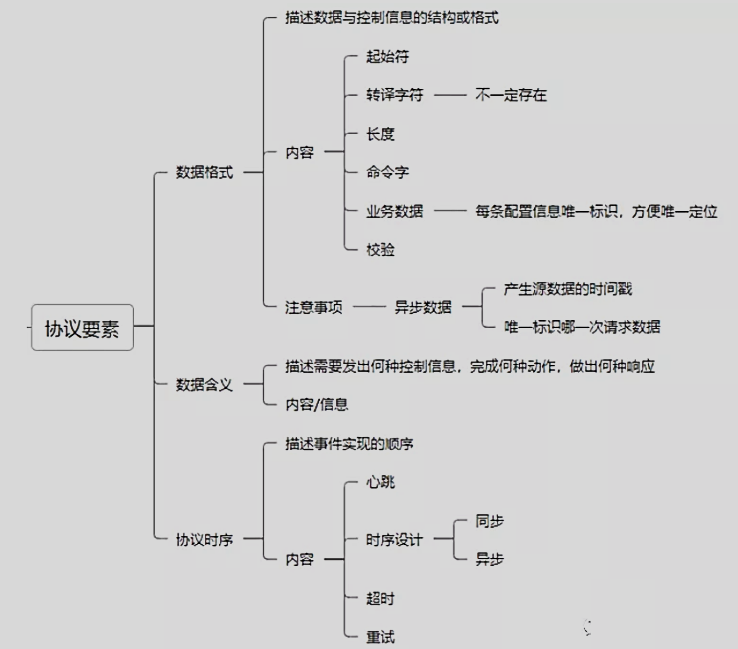 协议要素
数据格式
描述数据与控制信息的结构或格式
内容
起始符
转译字符
不一定存在
长度
命令字
业务数据
每条配置信息唯一标识，方便唯一定位
校验
注意事项
异步数据
产生源数据的时间戳
唯一标识哪一次请求数据
数据含义
描述需要发出何种控制信息，完成何种动作，做出何种响应
内容/信息
协议时序
描述事件实现的顺序
内容
心跳
时序设计
同步
异步
超时
重试